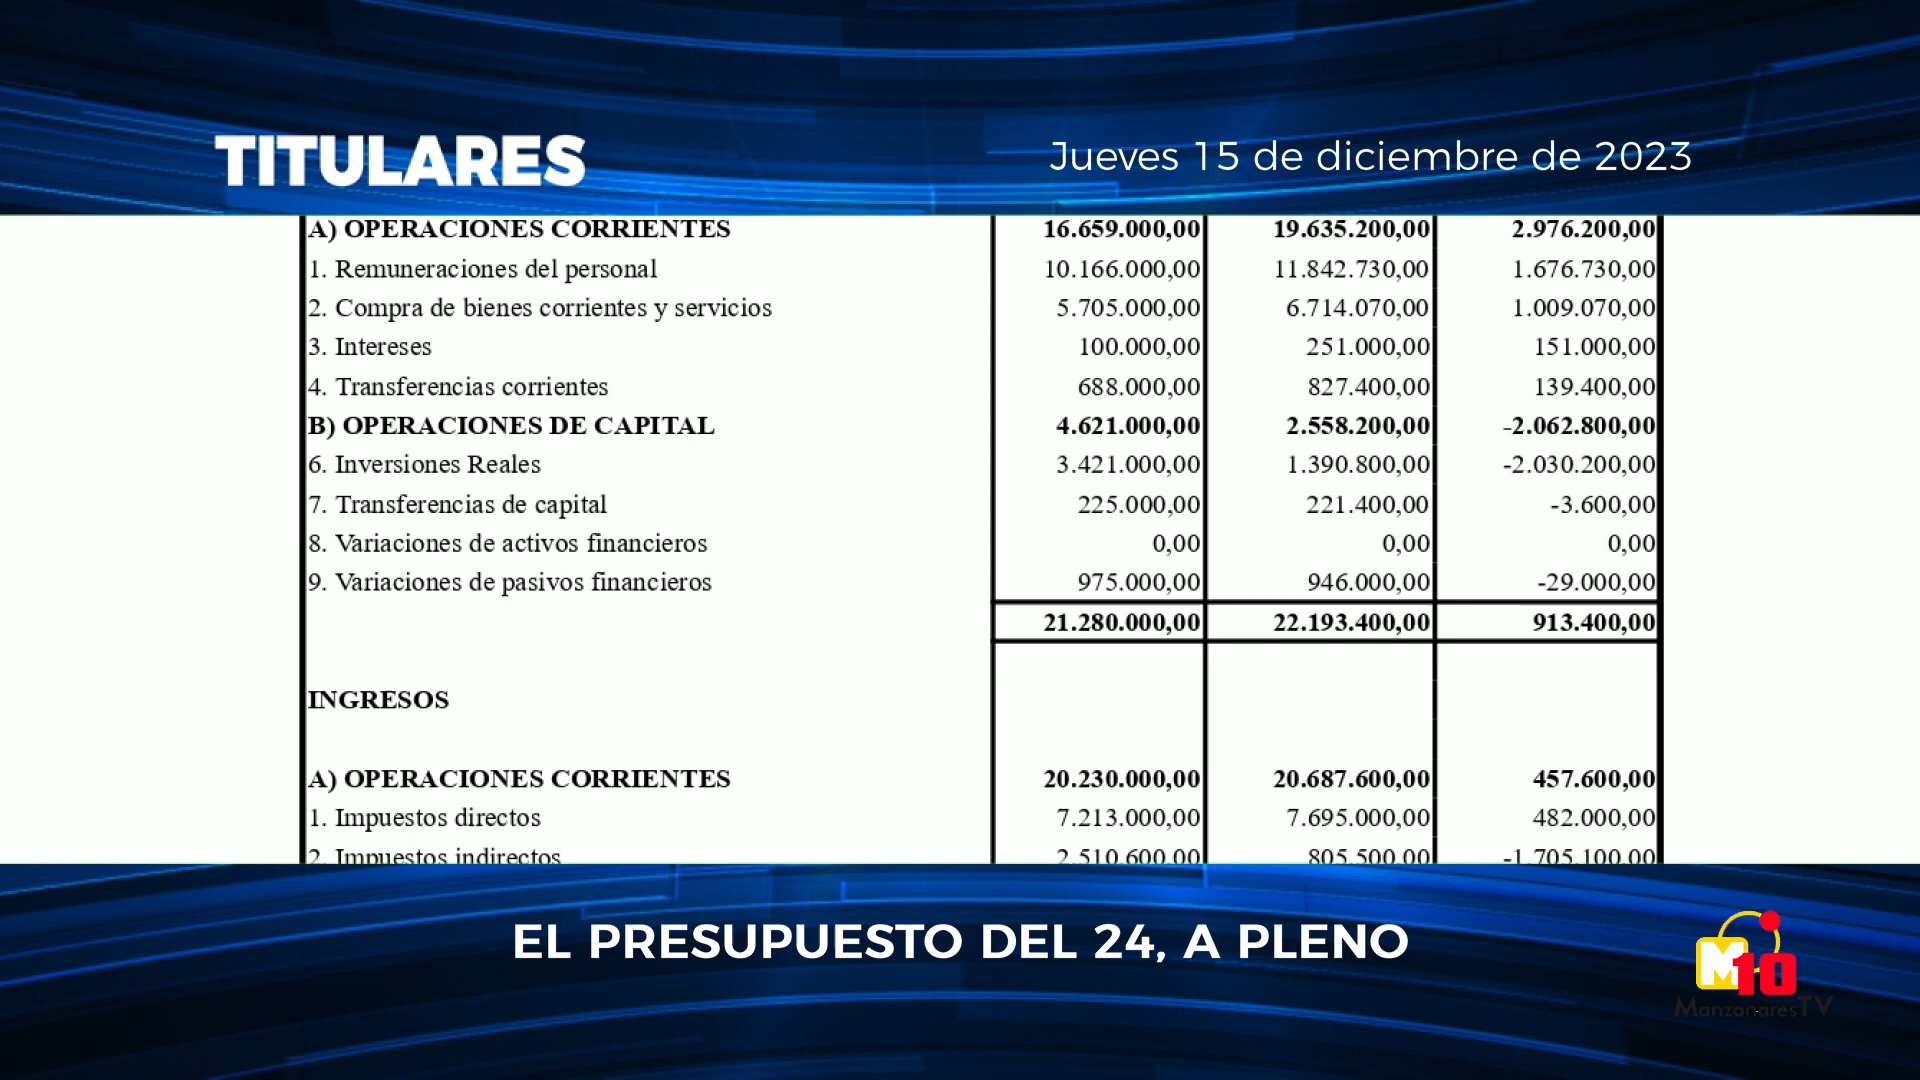 TITULARES
Jueves 15 de diciembre de 2023
A) OPERACIONES CORRIENTES 16.659.000,00 19.635.200,00 2.976.200,00
1. Remuneraciones del personal 10.166.000,00 11.842.730,00 1.676.730,00
2. Compra de bienes corrientes y servicios 5.705.000,00 6.714.070,00 1.009.070,00
3. Intereses 100.000,00 251.000,00 151.000,00
4. Transferencias corrientes 688.000,00 827.400,00 139.400,00
B) OPERACIONES DE CAPITAL 4.621.000,00 2.558.200,00 -2.062.800,00
6. Inversiones Reales 3.421.000,00 1.390.800,00 -2.030.200,00
7. Transferencias de capital 225.000,00 221.400,00 -3.600,00
8. Variaciones de activos financieros 0,00 0,00 0,00
9. Variaciones de pasivos financieros 975.000,00 946.000,00 -29.000,00
21.280.000,00 22.193.400,00 913.400,00
INGRESOS
A) OPERACIONES CORRIENTES 20.230.000,00 20.687.600,00 457.600,00
1. Impuestos directos 7.213.000,00 7.695.000,00 482.000,00
2. Impuestos indirectos 2.510.600,00 805.500,00 -1.705.100,00
EL PRESUPUESTO DEL 24, A PLENO
M10
ManzanaresTV